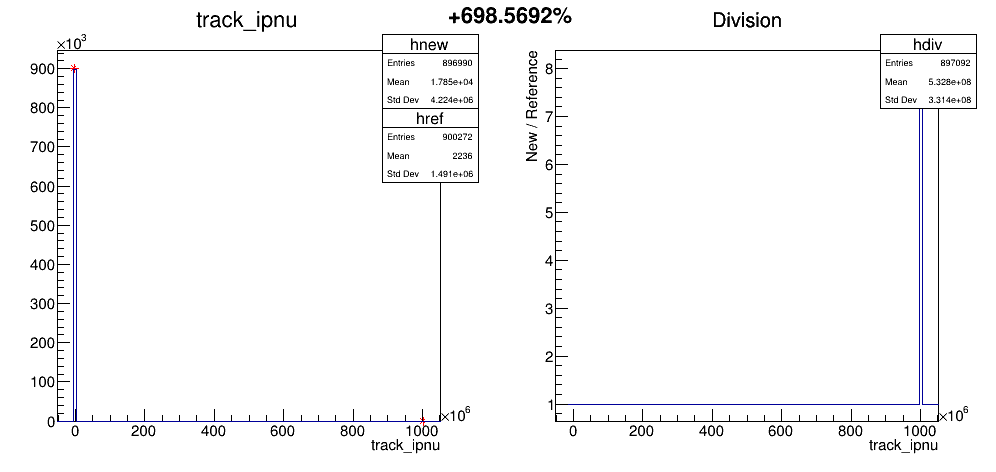 +698.5692%
track_ipnu
×10³
hnew
Entries 896990
Mean 1.785e+04
Std Dev 4.224e+06
href
Entries 900272
Mean 2236
Std Dev 1.491e+06
900
800
700
600
500
400
300
200
100
0
0 200 400 600 800 1000 ×10⁶
track_ipnu
Division
New / Reference
hdiv
Entries 897092
Mean 5.328e+08
Std Dev 3.314e+08
8
7
6
5
4
3
2
1
0 200 400 600 800 1000 ×10⁶
track_ipnu